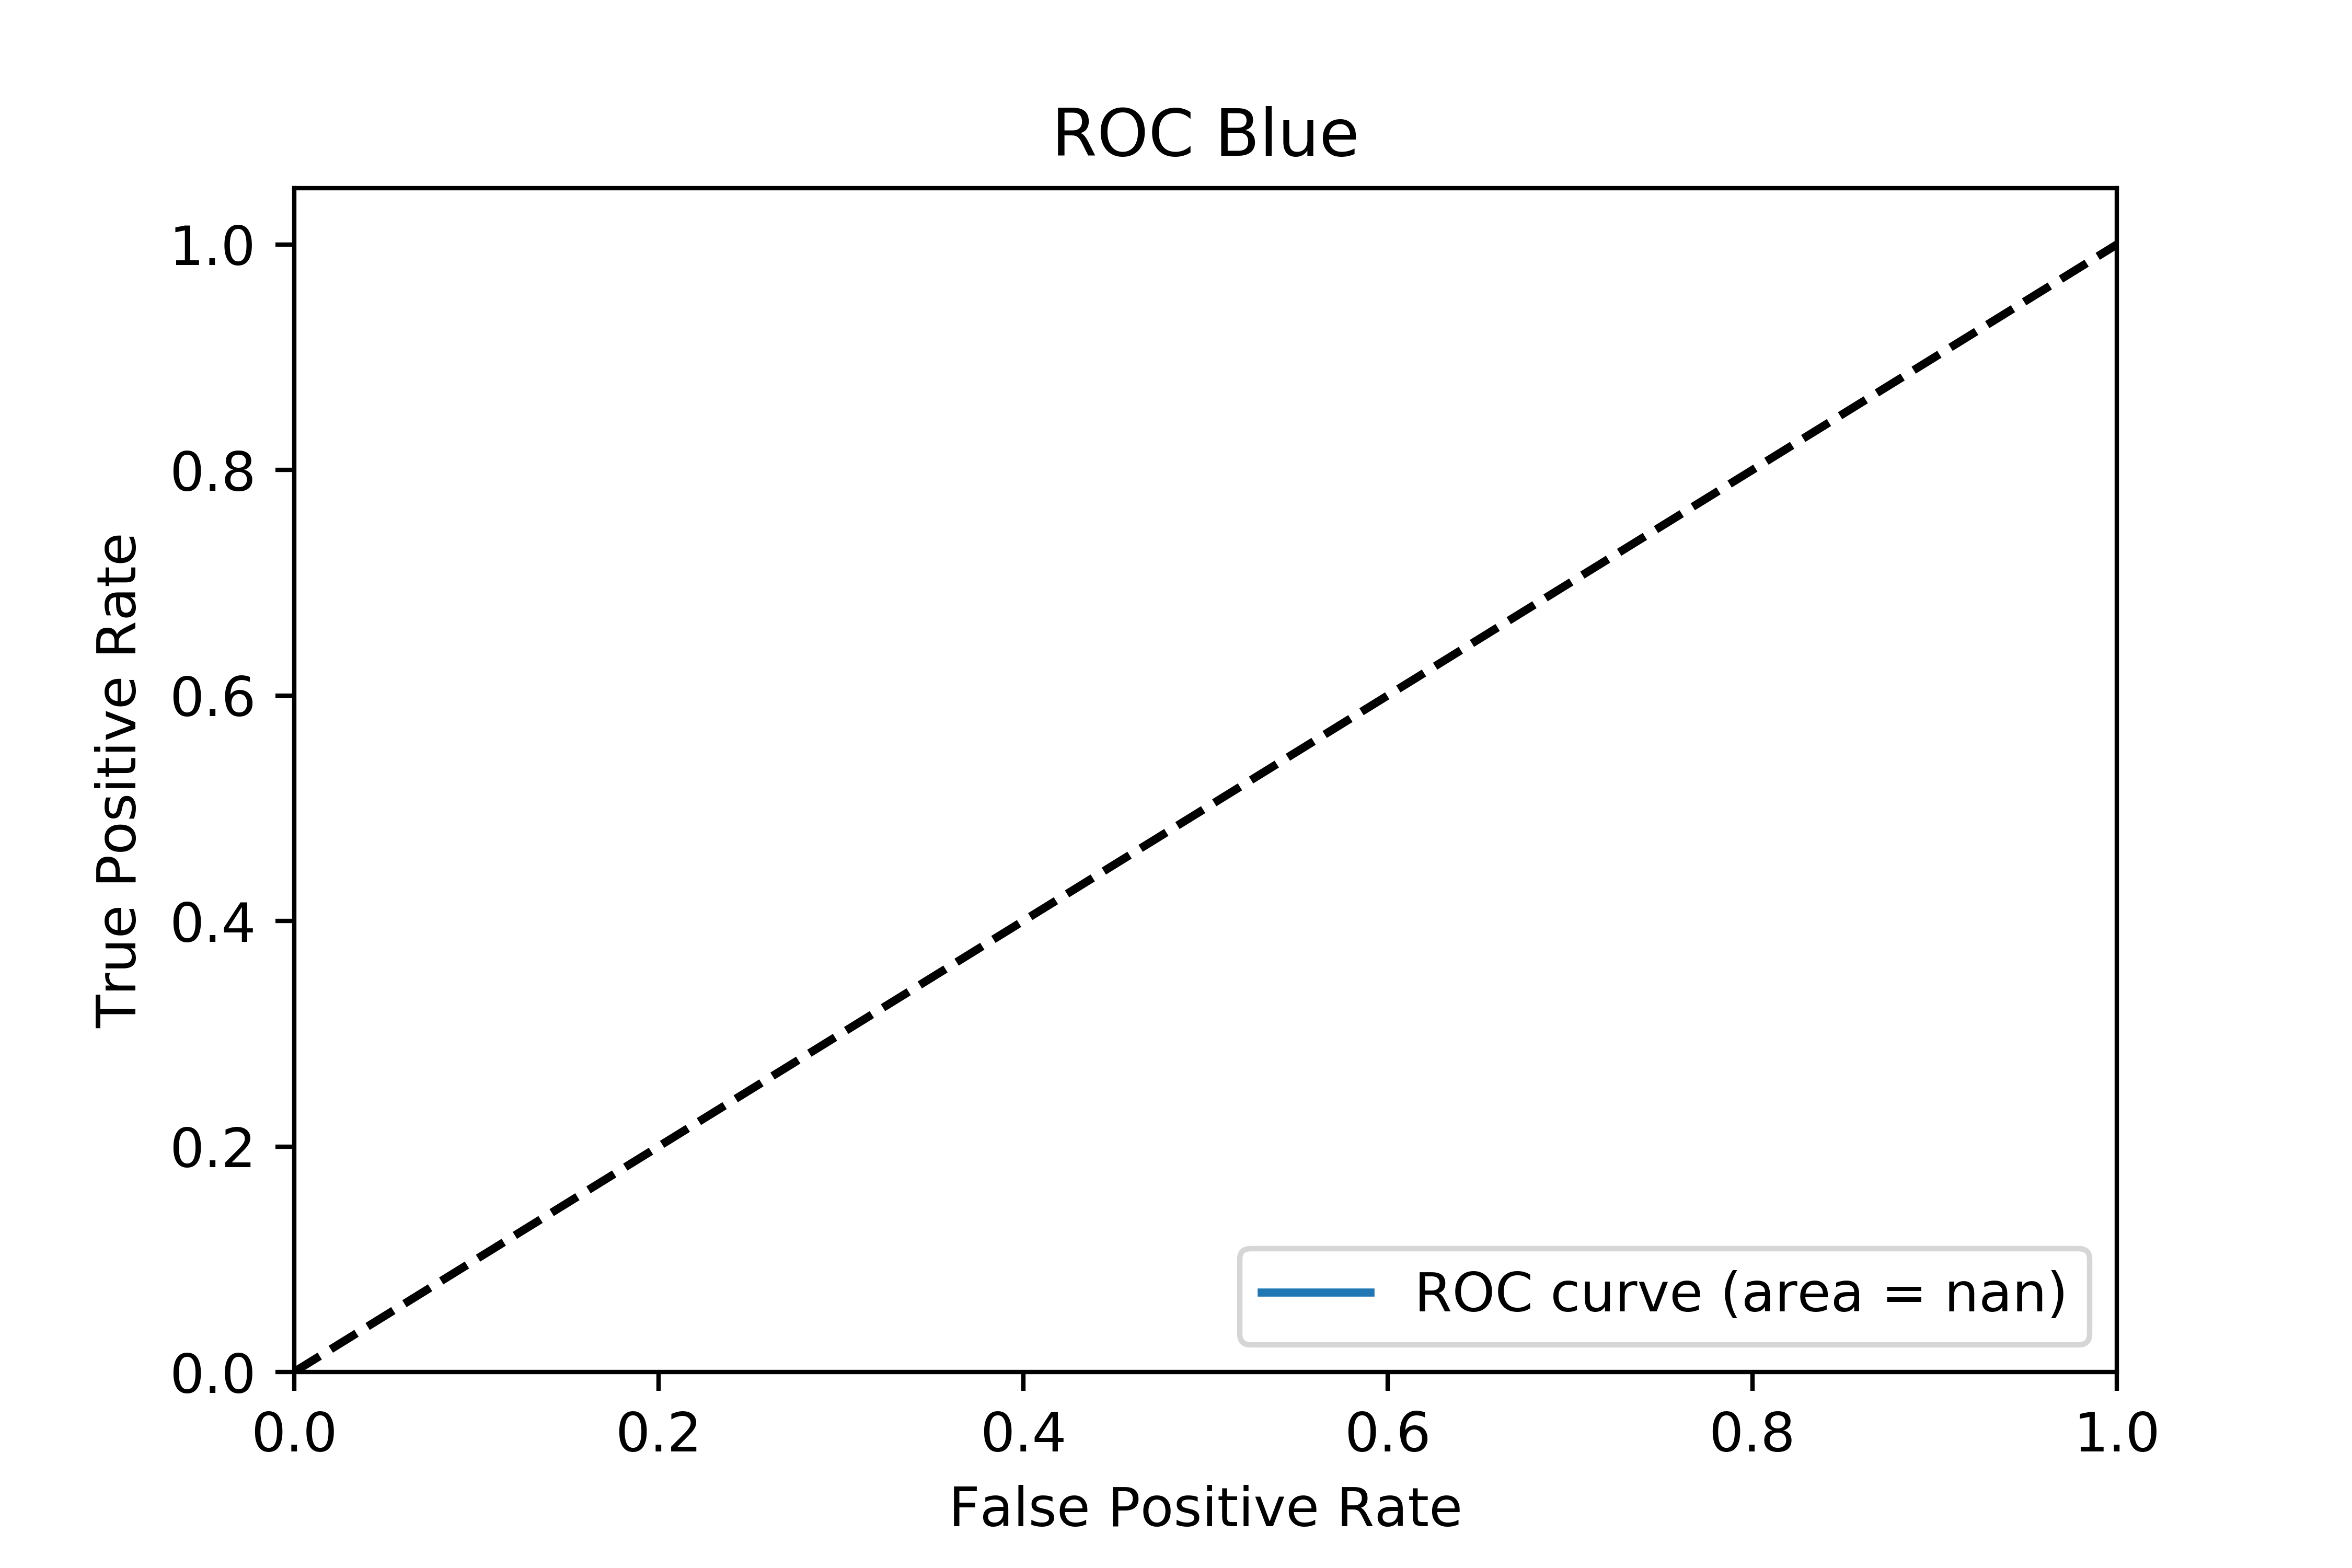 ROC Blue
1.0
0.8
0.6
0.4
0.2
0.0
True Positive Rate
ROC curve (area = nan)
0.0 0.2 0.4 0.6 0.8 1.0
False Positive Rate